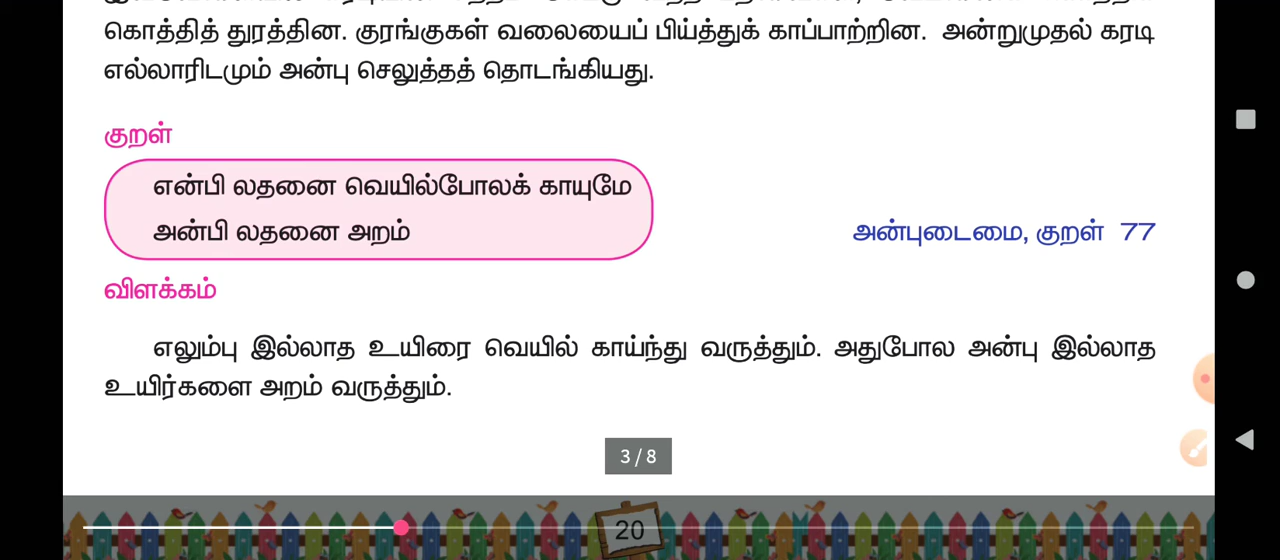 கொத்தித் துரத்தின. குரங்குகள் வலையைப் பிய்த்துக் காப்பாற்றின. அன்றுமுதல் கரடி
எல்லாரிடமும் அன்பு செலுத்தத் தொடங்கியது.
குறள்
என்பி லதனை வெயில்போலக் காயுமே
அன்பி லதனை அறம்
அன்புடைமை, குறள் 77
விளக்கம்
எலும்பு இல்லாத உயிரை வெயில் காய்ந்து வருத்தும். அதுபோல அன்பு இல்லாத
உயிர்களை அறம் வருத்தும்.
3 / 8
20